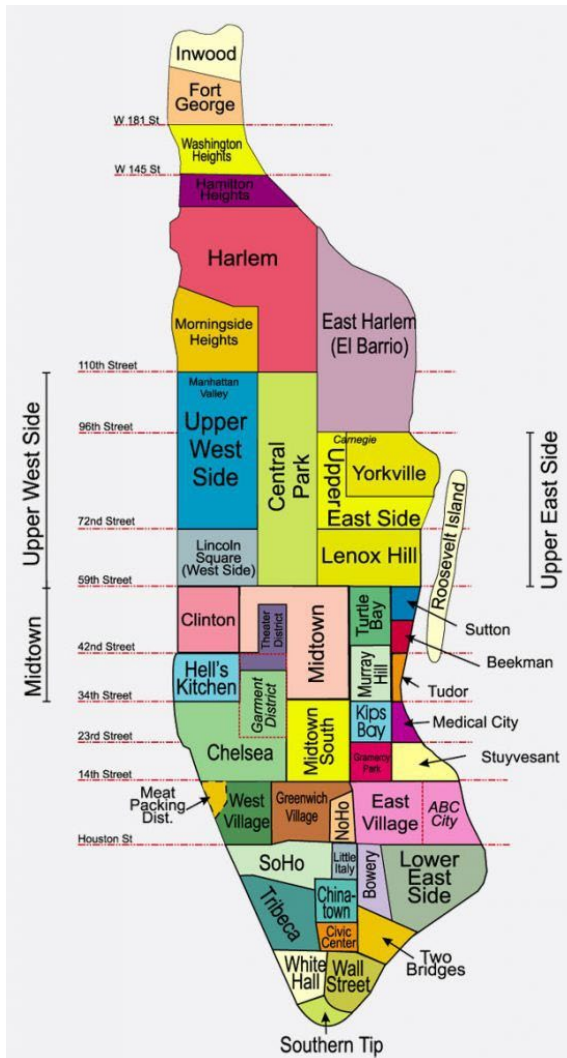 Inwood
Fort
George
W 181 St
Washington
Heights
W 145 St
Hamilton
Heights
Harlem
East Harlem
(El Barrio)
Morningside
Heights
110th Street
Manhattan
Valley
Upper
West
Side
Central
Park
96th Street
Carnegie
Yorkville
Upper
East Side
Upper West Side
Upper East Side
Roosevelt Island
72nd Street
Lincoln
Square
(West Side)
Lenox Hill
59th Street
Clinton
Theater
District
Midtown
Turtle
Bay
Sutton
Beekman
Midtown
42nd Street
Hell's
Kitchen
Garment
District
Murray
Hill
Tudor
34th Street
Chelsea
Midtown
South
Kips
Bay
Medical City
23rd Street
Gramercy
Park
Stuyvesant
14th Street
Meat
Packing
Dist.
West
Village
Greenwich
Village
NoHo
East
Village
ABC
City
Houston St
SoHo
Little
Italy
Bowery
Lower
East
Side
Tribeca
China-
town
Civic
Center
Two
Bridges
White
Hall
Wall
Street
Southern Tip